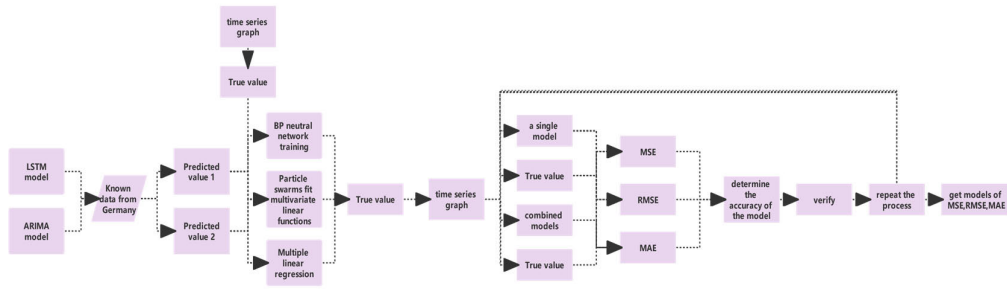 time series
graph
True value
LSTM
model
ARIMA
model
Known
data from
Germany
Predicted
value 1
Predicted
value 2
BP neutral
network
training
Particle
swarms fit
multivariate
linear
functions
Multiple
linear
regression
True value
time series
graph
a single
model
True value
combined
models
True value
MSE
RMSE
MAE
determine
the
accuracy of
the model
verify
repeat the
process
get models of
MSE,RMSE,MAE